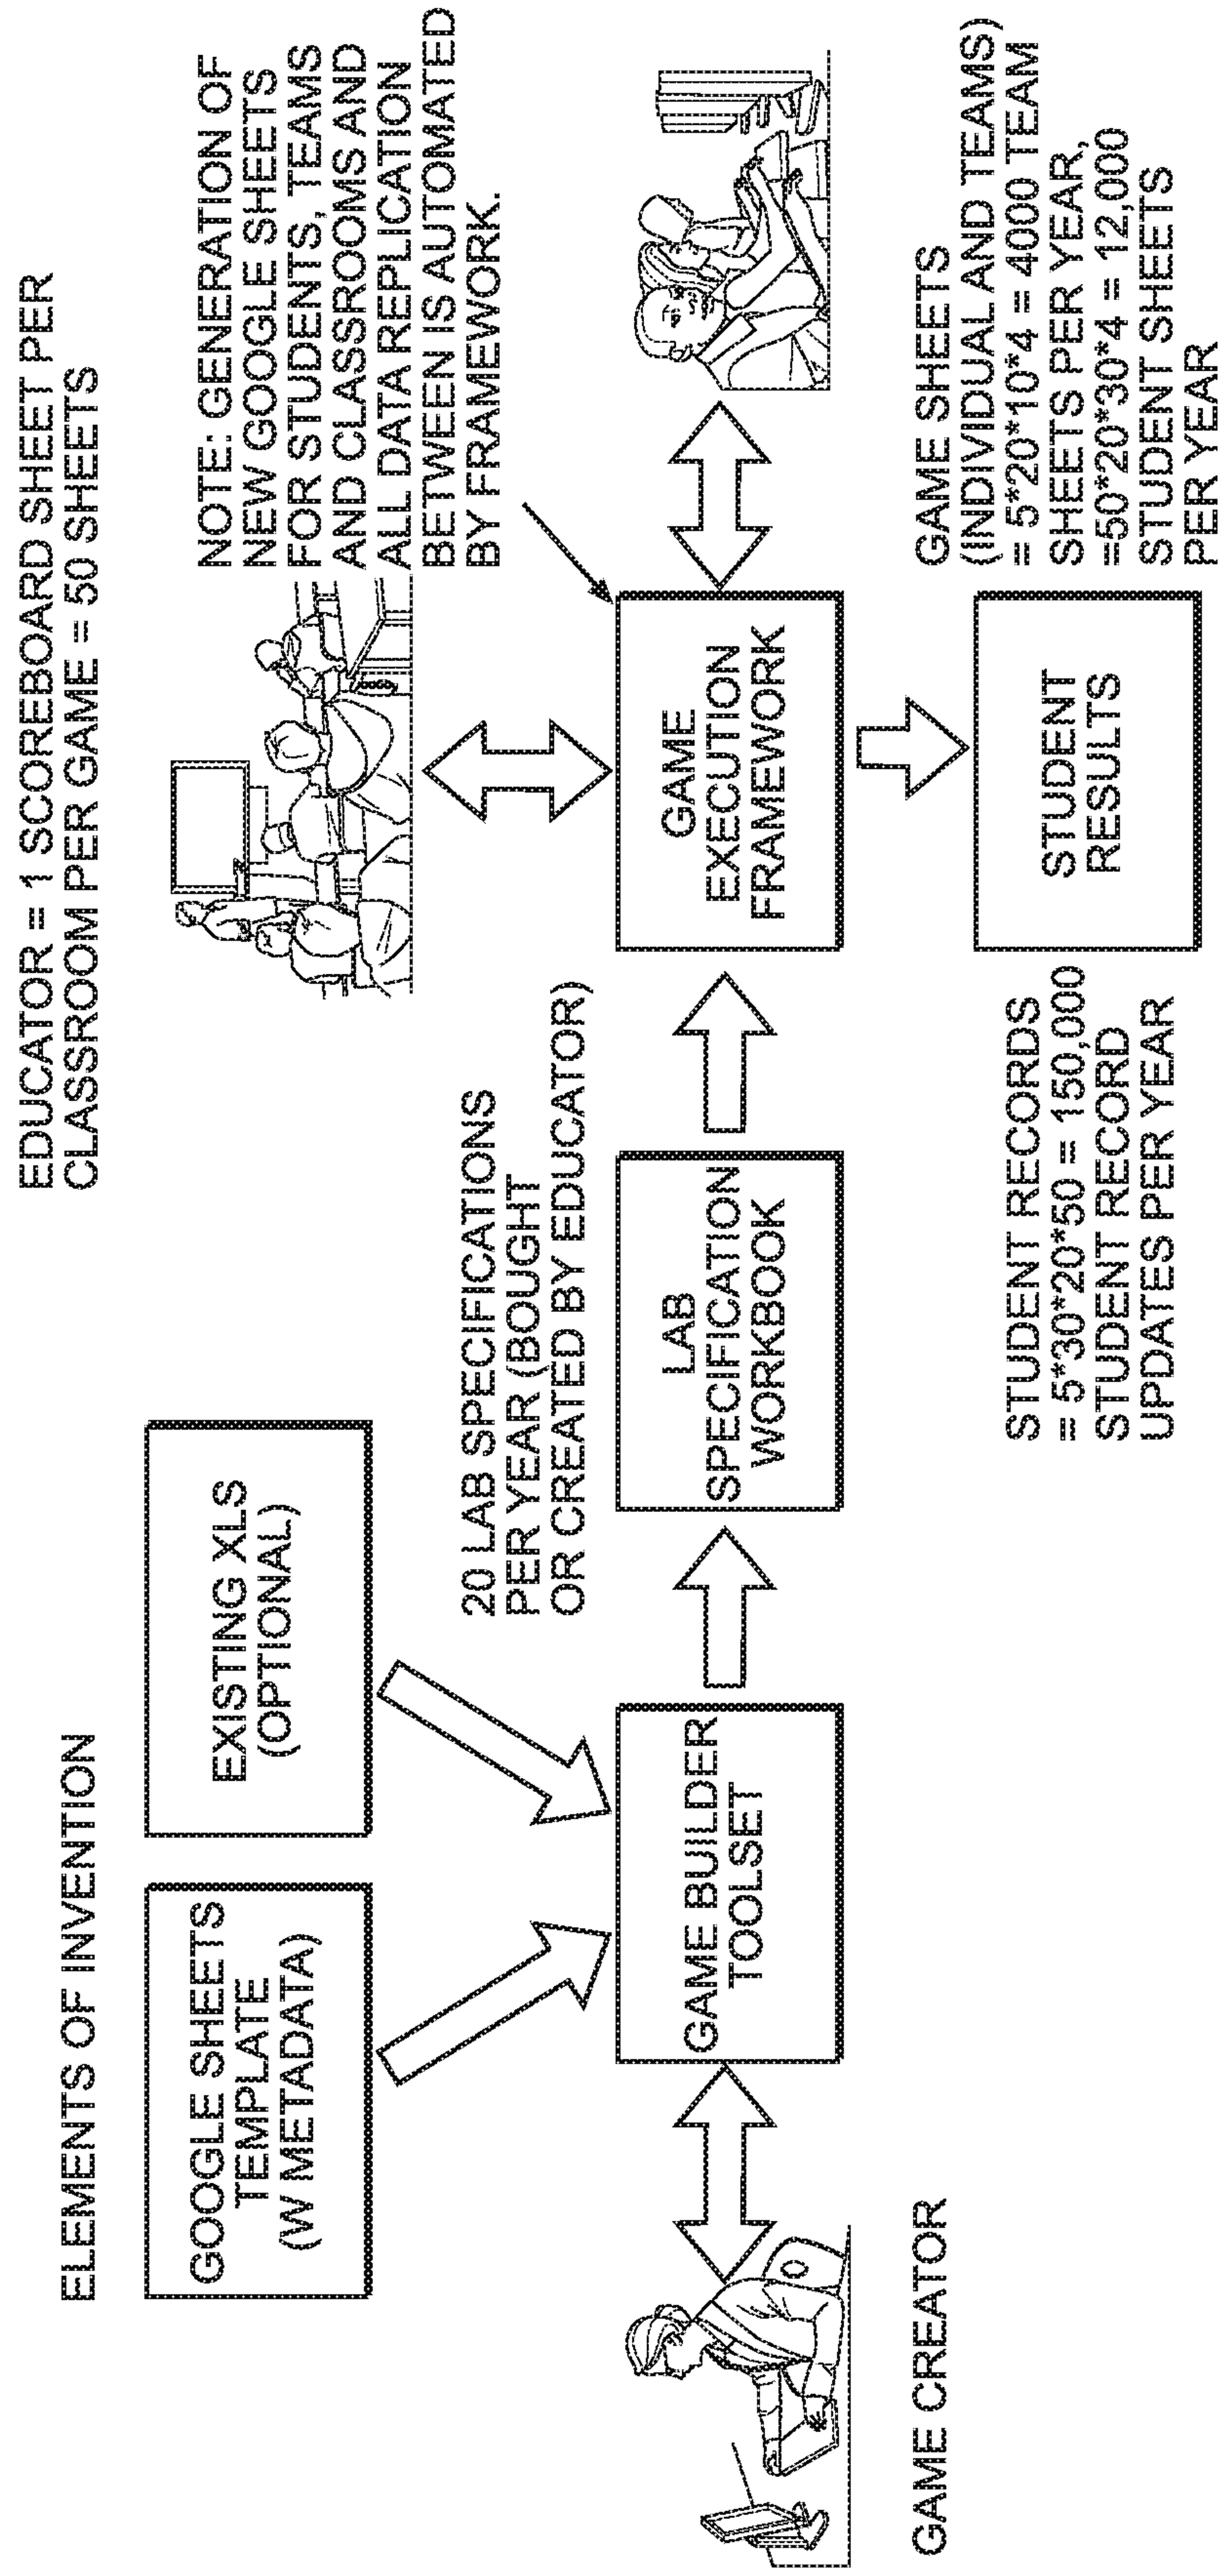 EDUCATOR = 1 SCOREBOARD SHEET PER
CLASSROOM PER GAME = 50 SHEETS
ELEMENTS OF INVENTION
GOOGLE SHEETS
TEMPLATE
(W METADATA)
EXISTING XLS
(OPTIONAL)
NOTE: GENERATION OF
NEW GOOGLE SHEETS
FOR STUDENTS, TEAMS
AND CLASSROOMS AND
ALL DATA REPLICATION
BETWEEN IS AUTOMATED
BY FRAMEWORK.
20 LAB SPECIFICATIONS
PER YEAR (BOUGHT
OR CREATED BY EDUCATOR)
GAME BUILDER
TOOLSET
LAB
SPECIFICATION
WORKBOOK
GAME
EXECUTION
FRAMEWORK
GAME CREATOR
STUDENT RECORDS
= 5*30*20*50 = 150,000
STUDENT RECORD
UPDATES PER YEAR
STUDENT
RESULTS
GAME SHEETS
(INDIVIDUAL AND TEAMS)
= 5*20*10*4 = 4000 TEAM
SHEETS PER YEAR,
=50*20*30*4 = 12,000
STUDENT SHEETS
PER YEAR